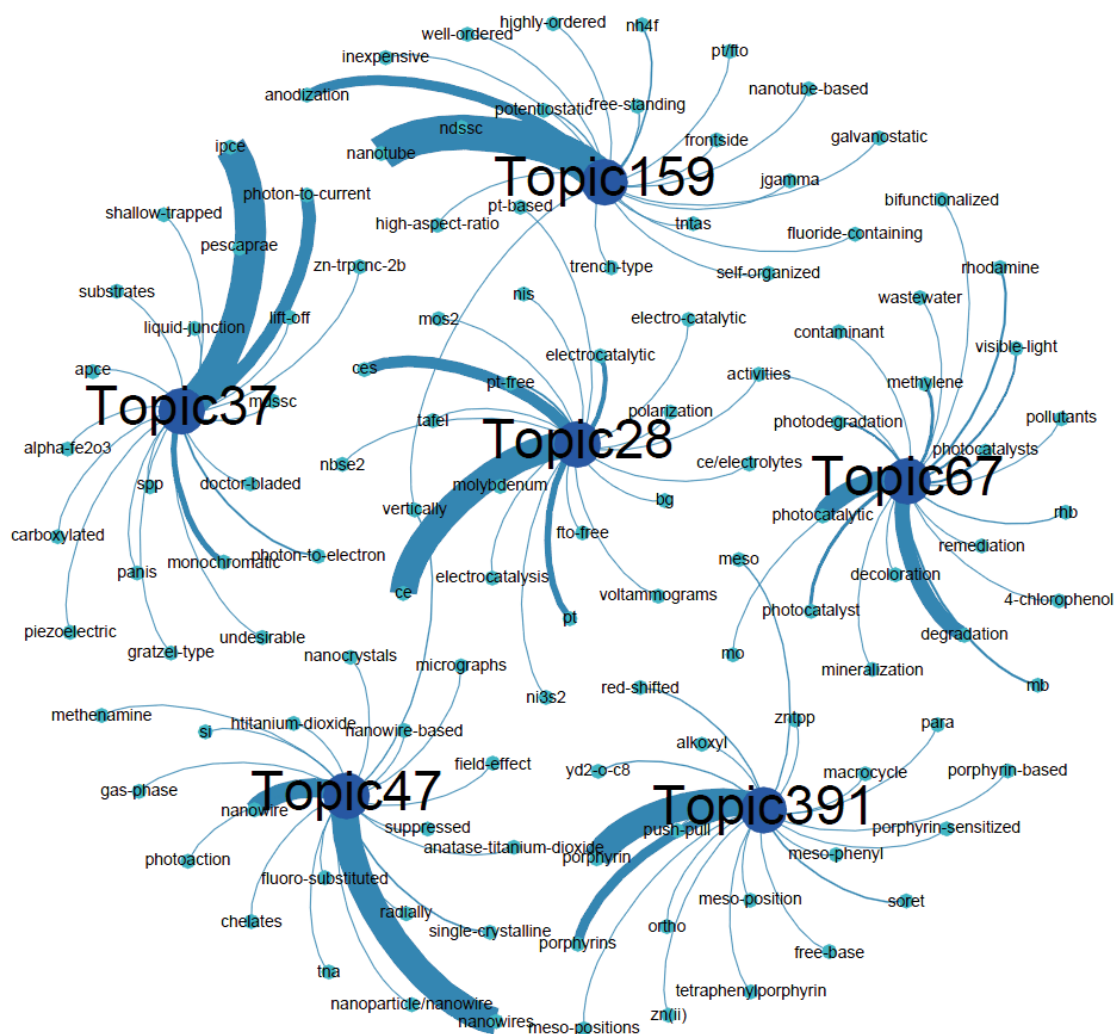 highly-ordered
nh4f
well-ordered
pt/fto
inexpensive
nanotube-based
anodization
potentiostatic
free-standing
ndssc
frontside
galvanostatic
ipce
nanotube
Topic159
jgamma
photon-to-current
bifunctionalized
shallow-trapped
pt-based
high-aspect-ratio
tntas
fluoride-containing
pescaprae
zn-trpcnc-2b
trench-type
self-organized
rhodamine
substrates
nis
wastewater
liquid-junction
lift-off
mos2
electro-catalytic
contaminant
visible-light
apce
ces
electrocatalytic
activities
methylene
pt-free
Topic37
mdssc
tafel
polarization
photodegradation
pollutants
alpha-fe2o3
Topic28
photocatalysts
nbse2
ce/electrolytes
Topic67
spp
doctor-bladed
molybdenum
bg
vertically
photocatalytic
rhb
carboxylated
fto-free
remediation
monochromatic
photon-to-electron
meso
panis
electrocatalysis
decoloration
ce
voltammograms
4-chlorophenol
photocatalyst
piezoelectric
undesirable
pt
degradation
gratzel-type
nanocrystals
micrographs
mo
mineralization
red-shifted
ni3s2
mb
methenamine
htitanium-dioxide
zntpp
para
si
nanowire-based
alkoxyl
field-effect
yd2-o-c8
macrocycle
porphyrin-based
gas-phase
Topic47
Topic391
nanowire
suppressed
push-pull
porphyrin-sensitized
anatase-titanium-dioxide
porphyrin
meso-phenyl
photoaction
fluoro-substituted
meso-position
soret
chelates
radially
single-crystalline
ortho
porphyrins
free-base
tna
tetraphenylporphyrin
nanoparticle/nanowire
zn(ii)
nanowires
meso-positions